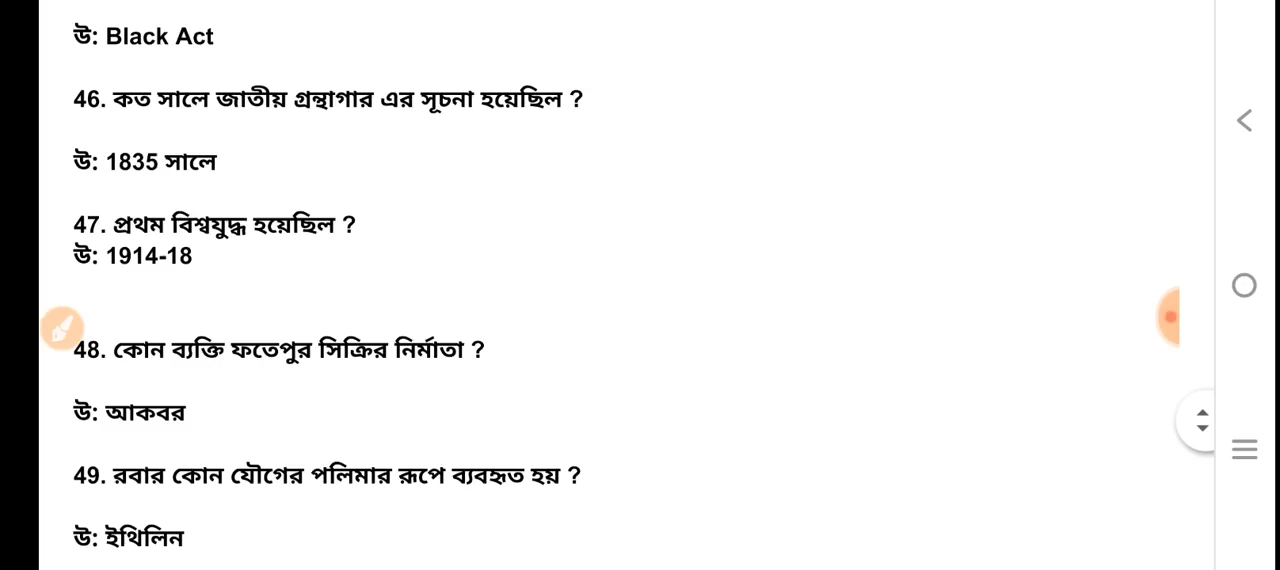 উ: Black Act
46. কত সালে জাতীয় গ্রন্থাগার এর সূচনা হয়েছিল ?
উ: 1835 সালে
47. প্রথম বিশ্বযুদ্ধ হয়েছিল ?
উ: 1914-18
48. কোন ব্যক্তি ফতেপুর সিক্রির নির্মাতা ?
উ: আকবর
49. রবার কোন যৌগের পলিমার রূপে ব্যবহৃত হয় ?
উ: ইথিলিন